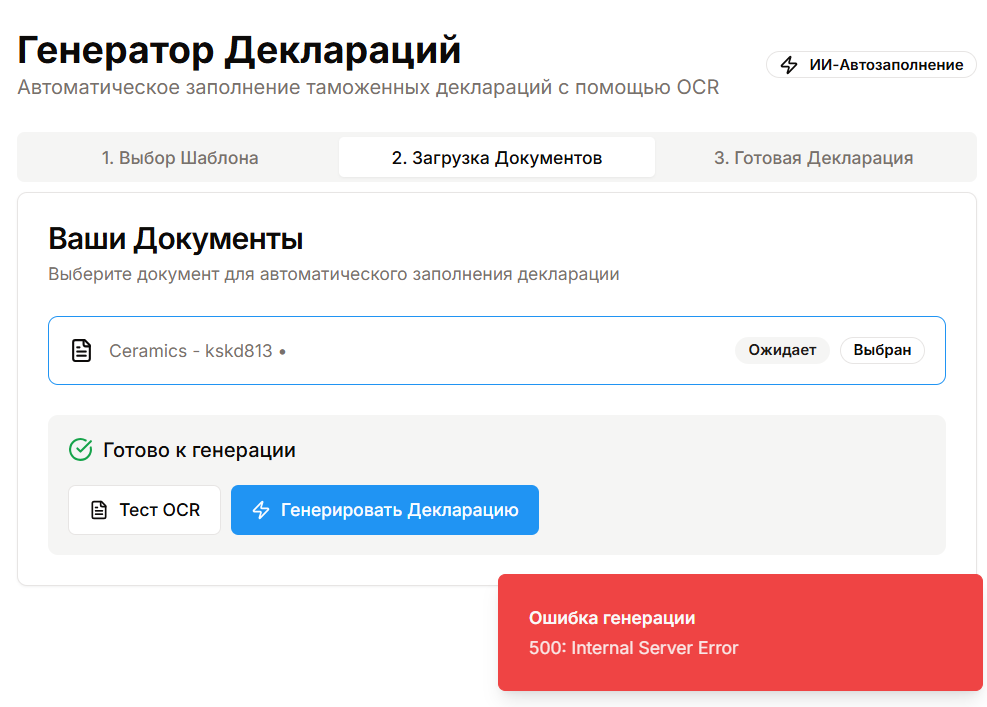 Генератор Деклараций
Автоматическое заполнение таможенных деклараций с помощью OCR
ИИ-Автозаполнение
1. Выбор Шаблона
2. Загрузка Документов
3. Готовая Декларация
Ваши Документы
Выберите документ для автоматического заполнения декларации
Ceramics - kskd813 •
Ожидает
Выбран
Готово к генерации
Тест OCR
Генерировать Декларацию
Ошибка генерации
500: Internal Server Error